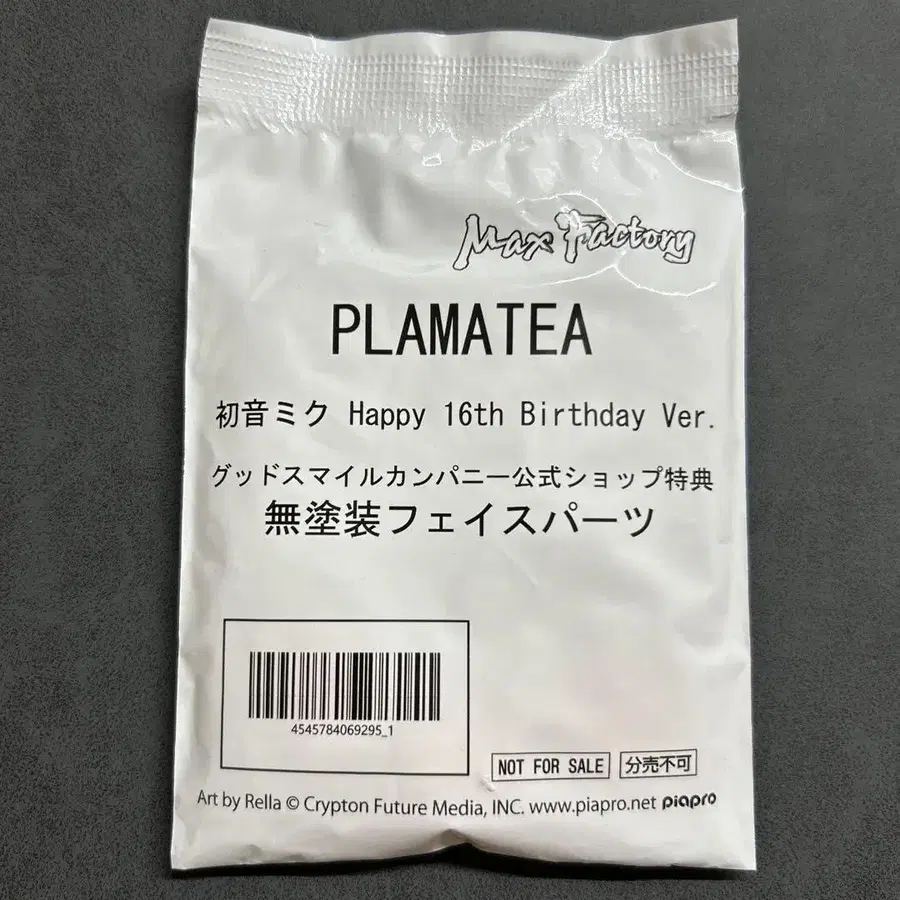 Max Factory
PLAMATEA
初音ミク Happy 16th Birthday Ver.
グッドスマイルカンパニー公式ショップ特典
無塗装フェイスパーツ
4545784069295_1
NOT FOR SALE 分売不可
Art by Rella © Crypton Future Media, INC. www.piapro.net piapro